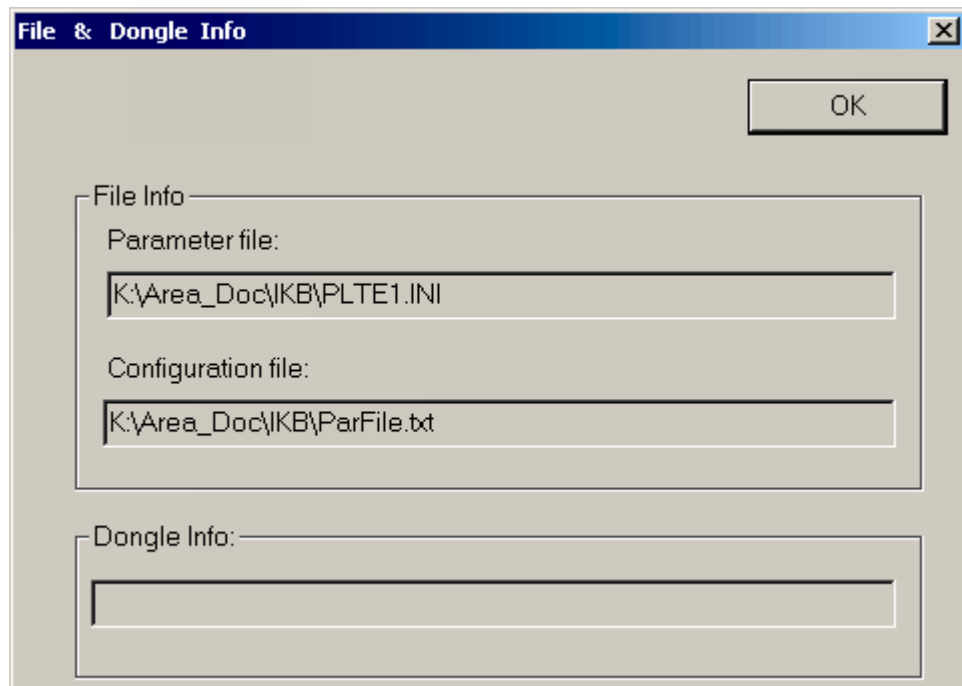 File & Dongle Info
OK
File Info
Parameter file:
K:\Area_Doc\IKB\PLTE1.INI
Configuration file:
K:\Area_Doc\IKB\ParFile.txt
Dongle Info: